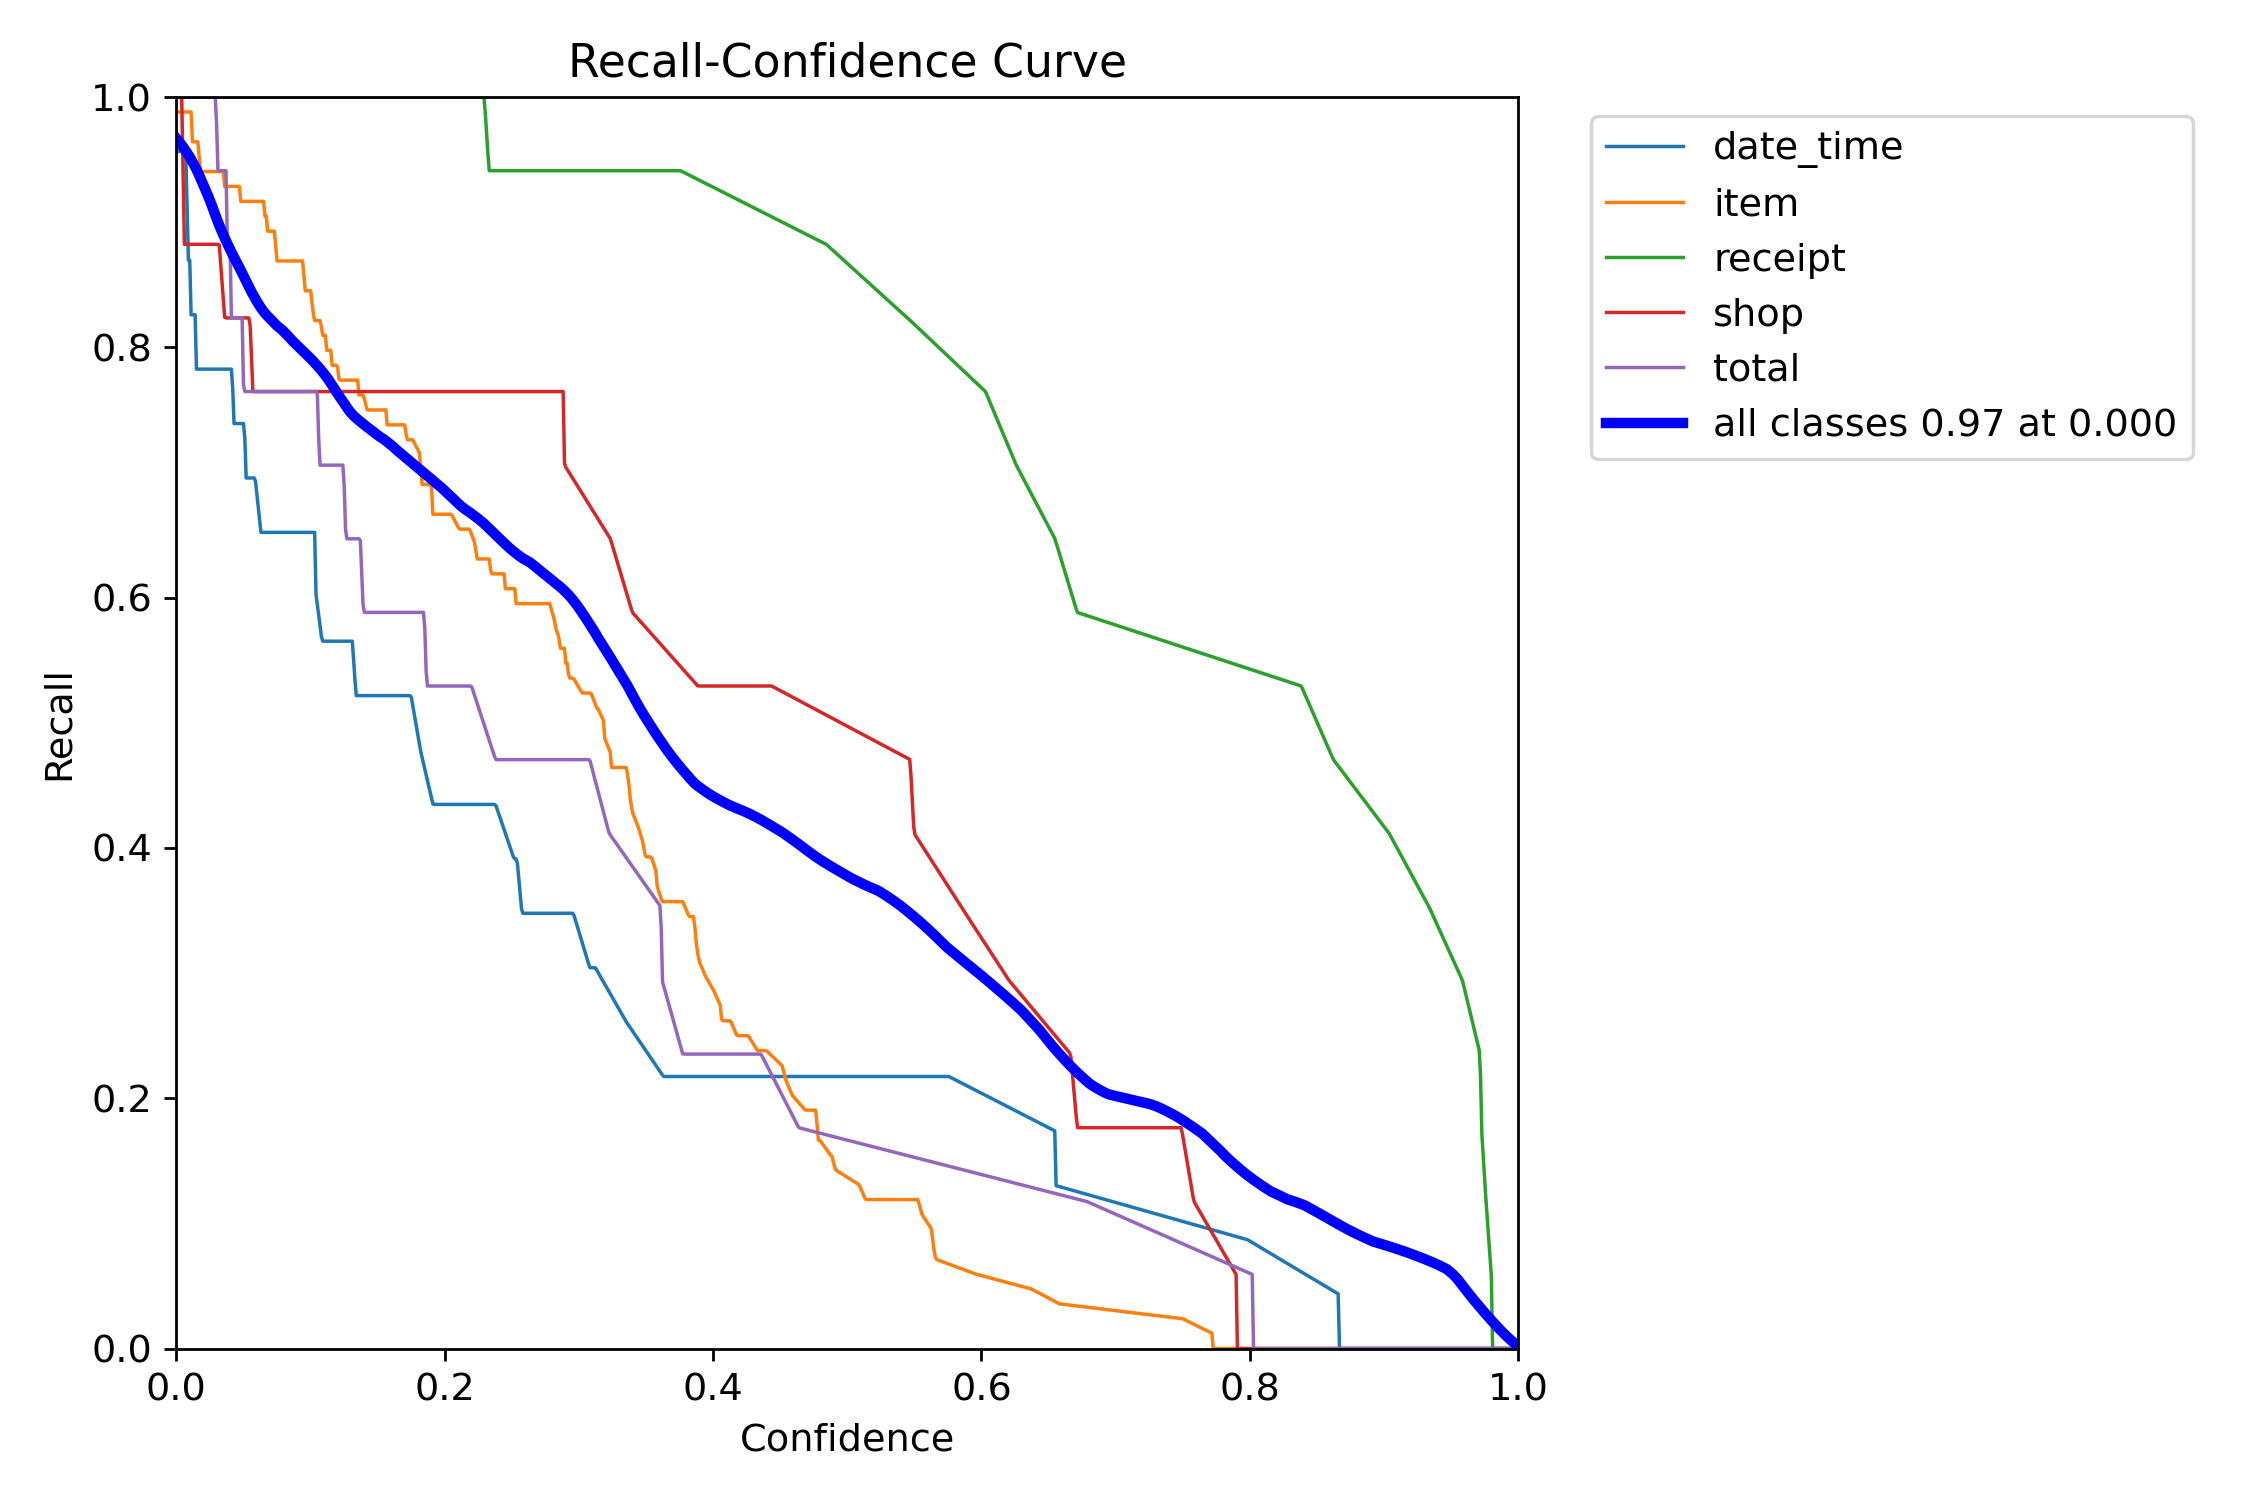 Recall-Confidence Curve
1.0
0.8
0.6
0.4
0.2
0.0
Recall
0.0 0.2 0.4 0.6 0.8 1.0
Confidence
date_time
item
receipt
shop
total
all classes 0.97 at 0.000